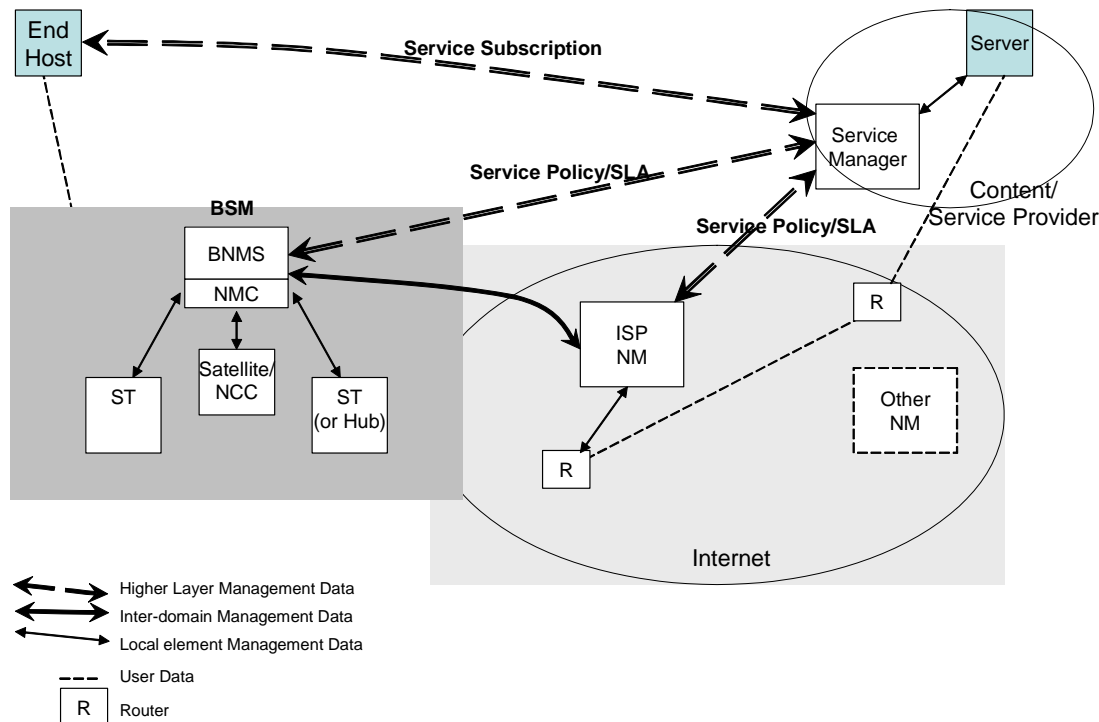 End
Host
Service Subscription
Server
Service
Manager
Content/
Service Provider
Service Policy/SLA
BSM
Service Policy/SLA
BNMS
NMC
R
ISP
NM
ST
Satellite/
NCC
ST
(or Hub)
Other
NM
R
Internet
Higher Layer Management Data
Inter-domain Management Data
Local element Management Data
User Data
R Router